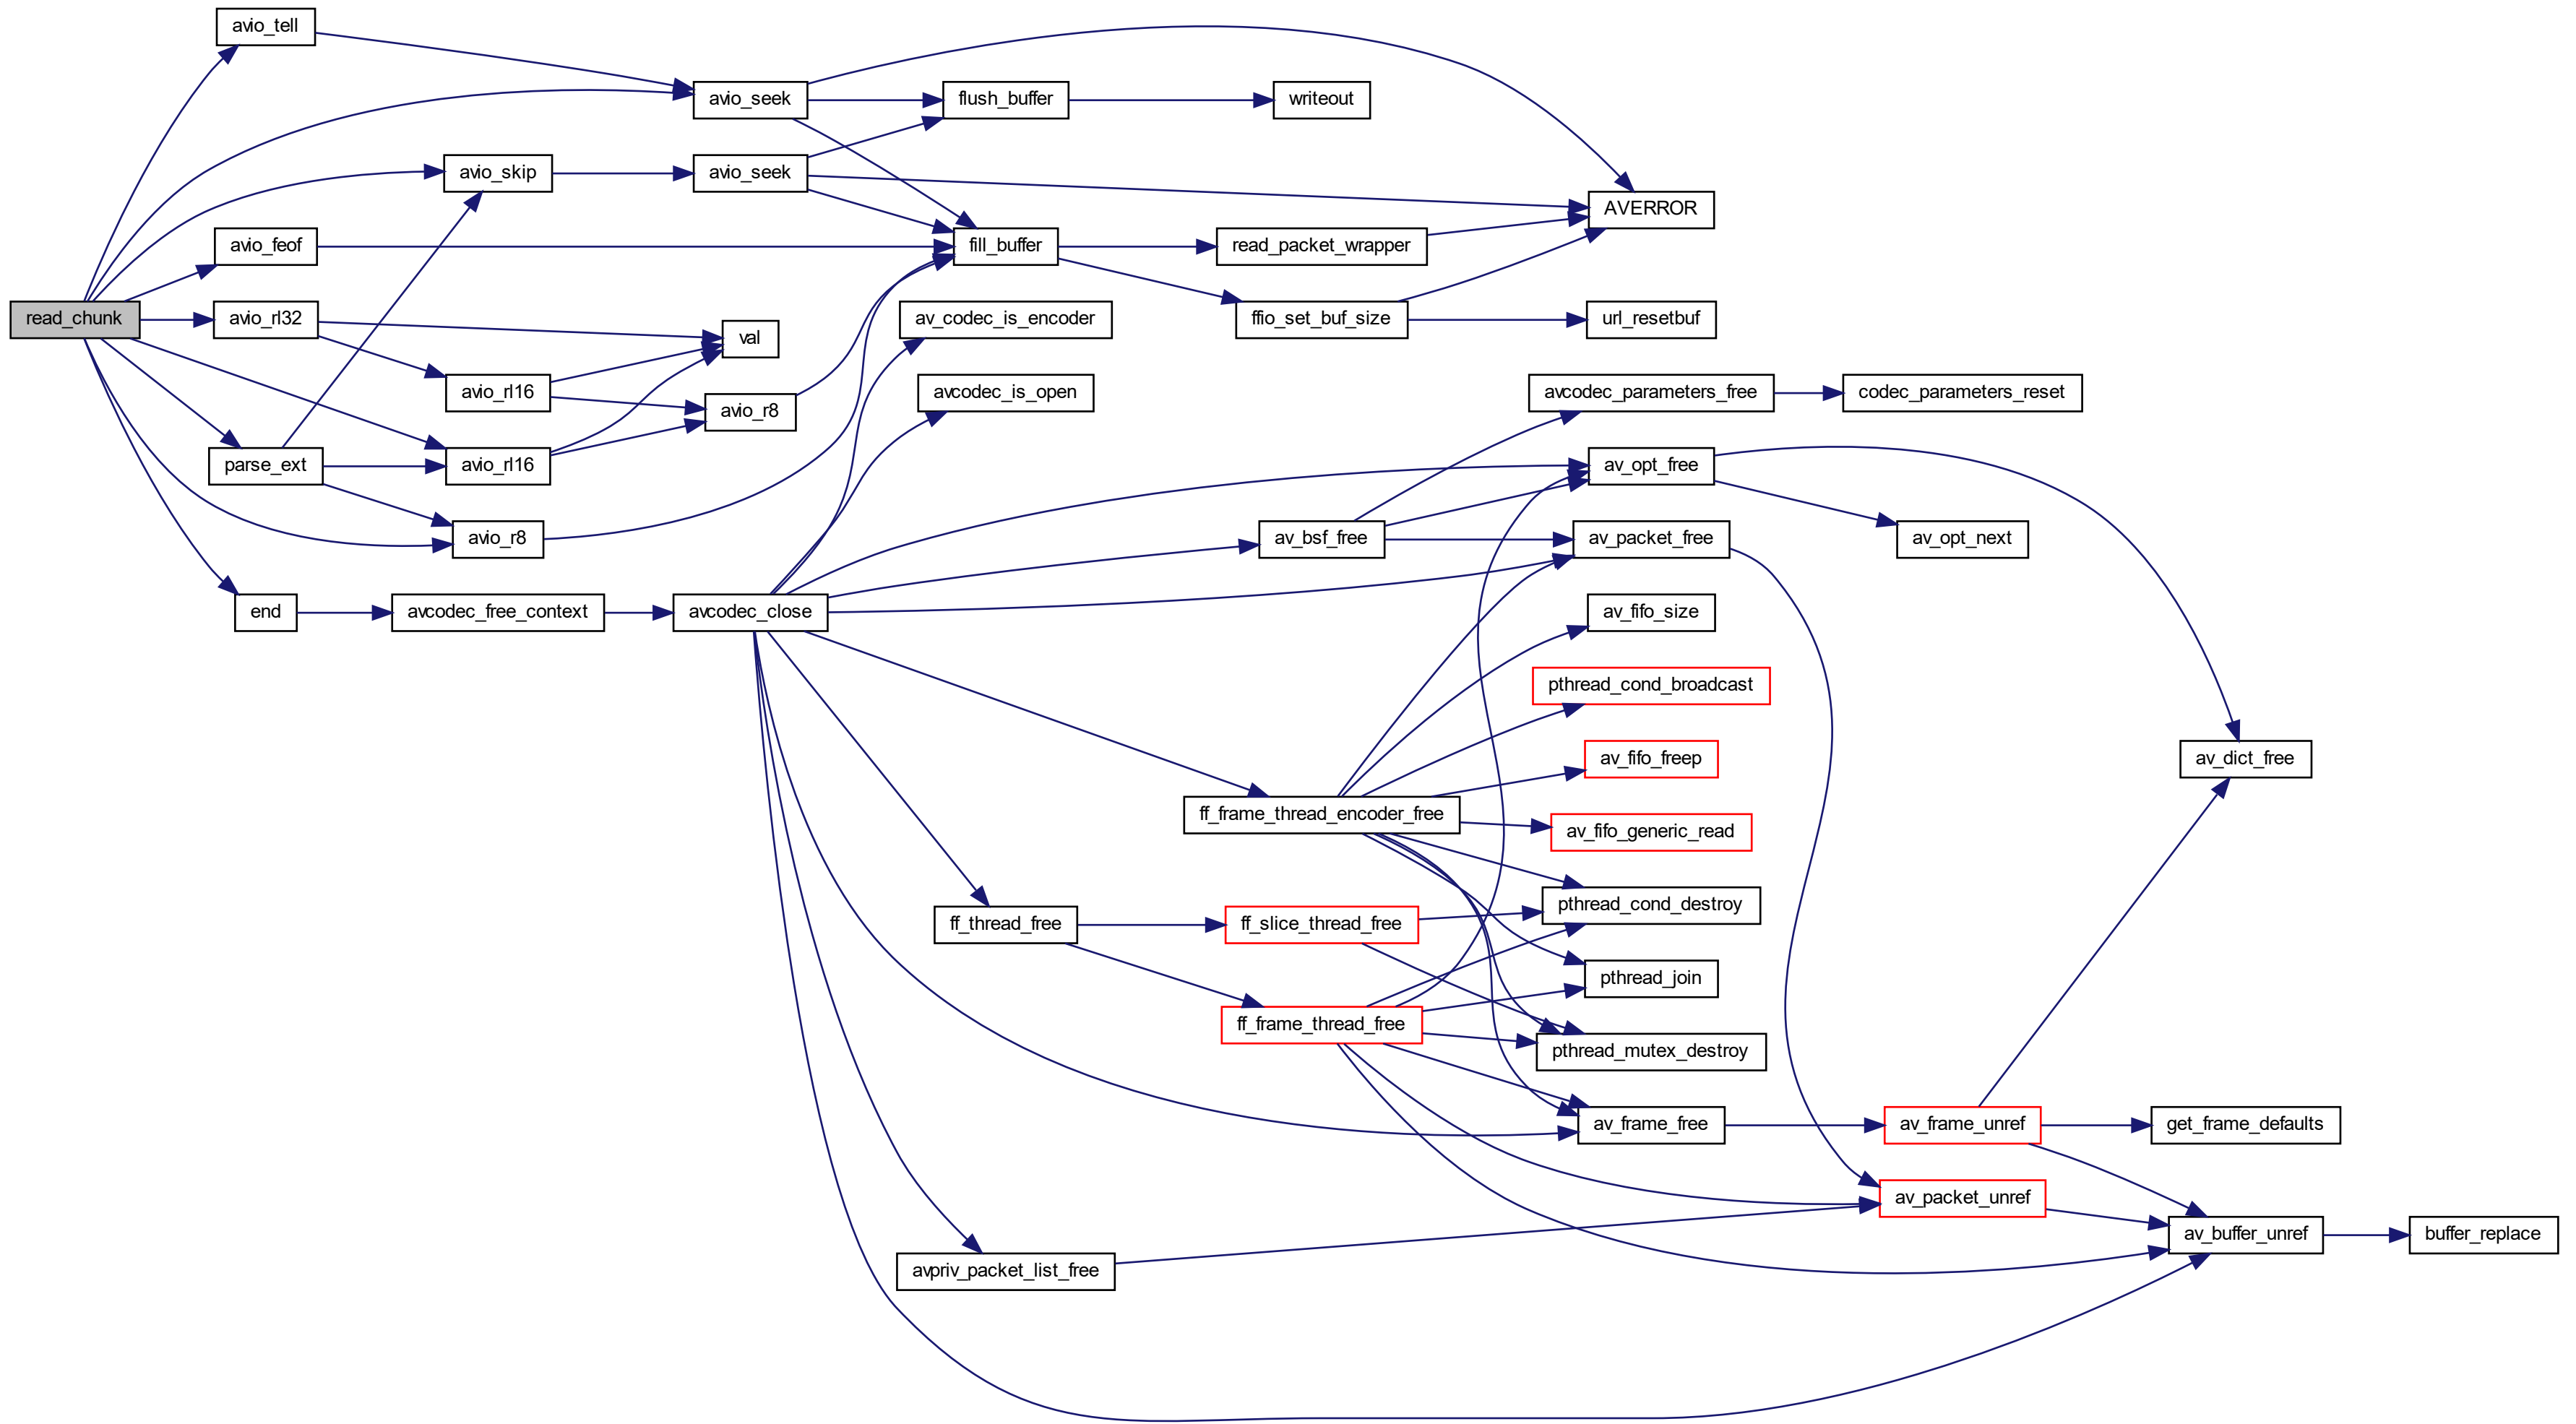 avio_tell
avio_seek
flush_buffer
writeout
avio_skip
avio_seek
AVERROR
avio_feof
fill_buffer
read_packet_wrapper
read_chunk
avio_rl32
av_codec_is_encoder
ffio_set_buf_size
url_resetbuf
val
avio_rl16
avio_r8
avcodec_is_open
avcodec_parameters_free
codec_parameters_reset
parse_ext
avio_rl16
av_opt_free
avio_r8
av_bsf_free
av_packet_free
av_opt_next
end
avcodec_free_context
avcodec_close
av_fifo_size
pthread_cond_broadcast
av_fifo_freep
av_dict_free
ff_frame_thread_encoder_free
av_fifo_generic_read
ff_thread_free
ff_slice_thread_free
pthread_cond_destroy
pthread_join
ff_frame_thread_free
pthread_mutex_destroy
av_frame_free
av_frame_unref
get_frame_defaults
av_packet_unref
av_buffer_unref
buffer_replace
avpriv_packet_list_free